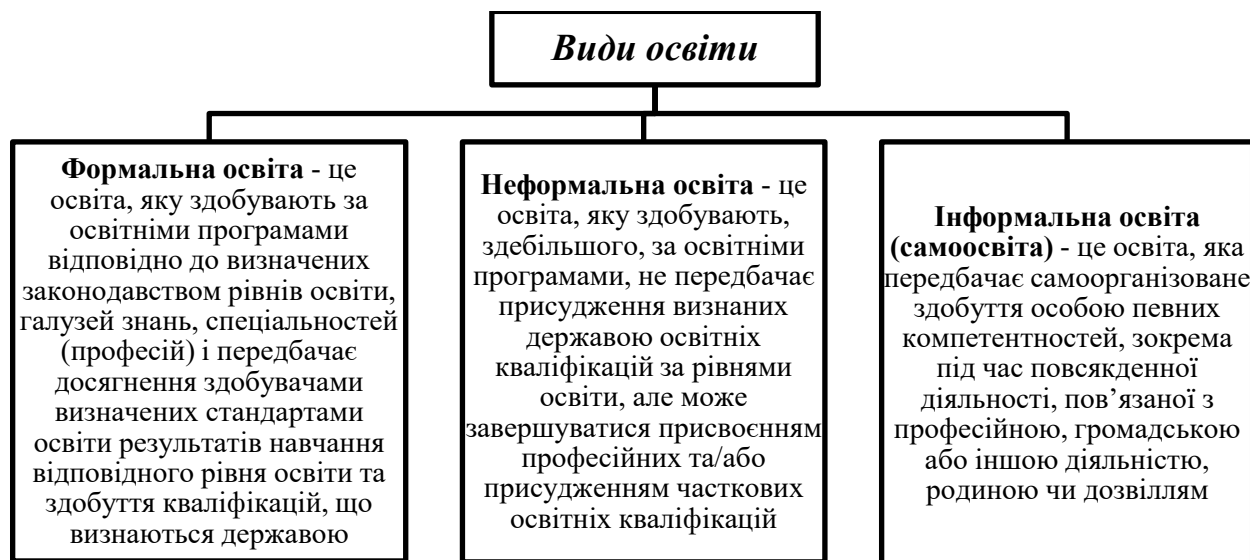 Види освіти
Формальна освіта - це
освіта, яку здобувають за
освітніми програмами
відповідно до визначених
законодавством рівнів освіти,
галузей знань, спеціальностей
(професій) і передбачає
досягнення здобувачами
визначених стандартами
освіти результатів навчання
відповідного рівня освіти та
здобуття кваліфікацій, що
визнаються державою
Неформальна освіта - це
освіта, яку здобувають,
здебільшого, за освітніми
програмами, не передбачає
присудження визнаних
державою освітніх
кваліфікацій за рівнями
освіти, але може
завершуватися присвоєнням
професійних та/або
присудженням часткових
освітніх кваліфікацій
Інформальна освіта
(самоосвіта) - це освіта, яка
передбачає самоорганізоване
здобуття особою певних
компетентностей, зокрема
під час повсякденної
діяльності, пов’язаної з
професійною, громадською
або іншою діяльністю,
родиною чи дозвіллям